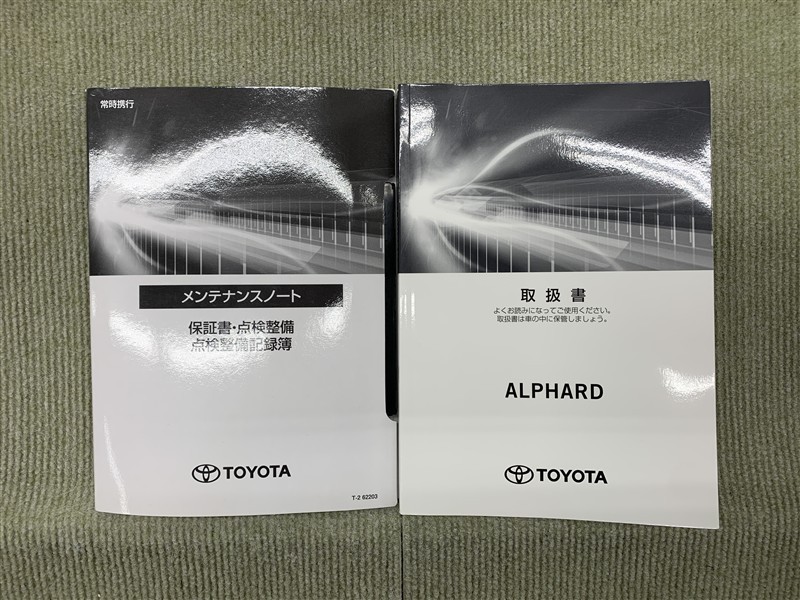 常時携行
メンテナンスノート
保証書・点検整備
点検整備記録簿
TOYOTA
T-2 62203
取扱書
よくお読みになってご使用ください。
取扱書は車の中に保管しましょう。
ALPHARD
TOYOTA